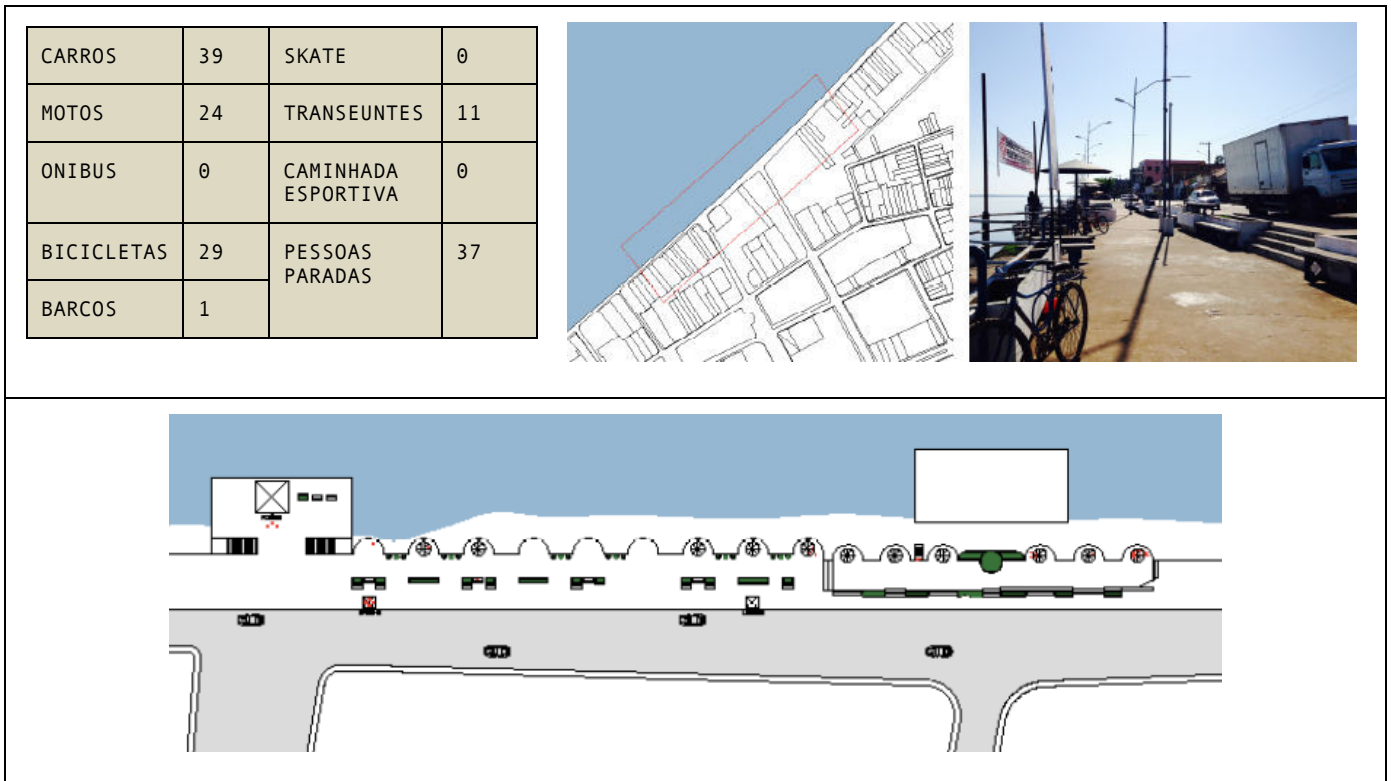 CARROS 39 SKATE 0
MOTOS 24 TRANSEUNTES 11
ONIBUS 0 CAMINHADA ESPORTIVA 0
BICICLETAS 29 PESSOAS PARADAS 37
BARCOS 1